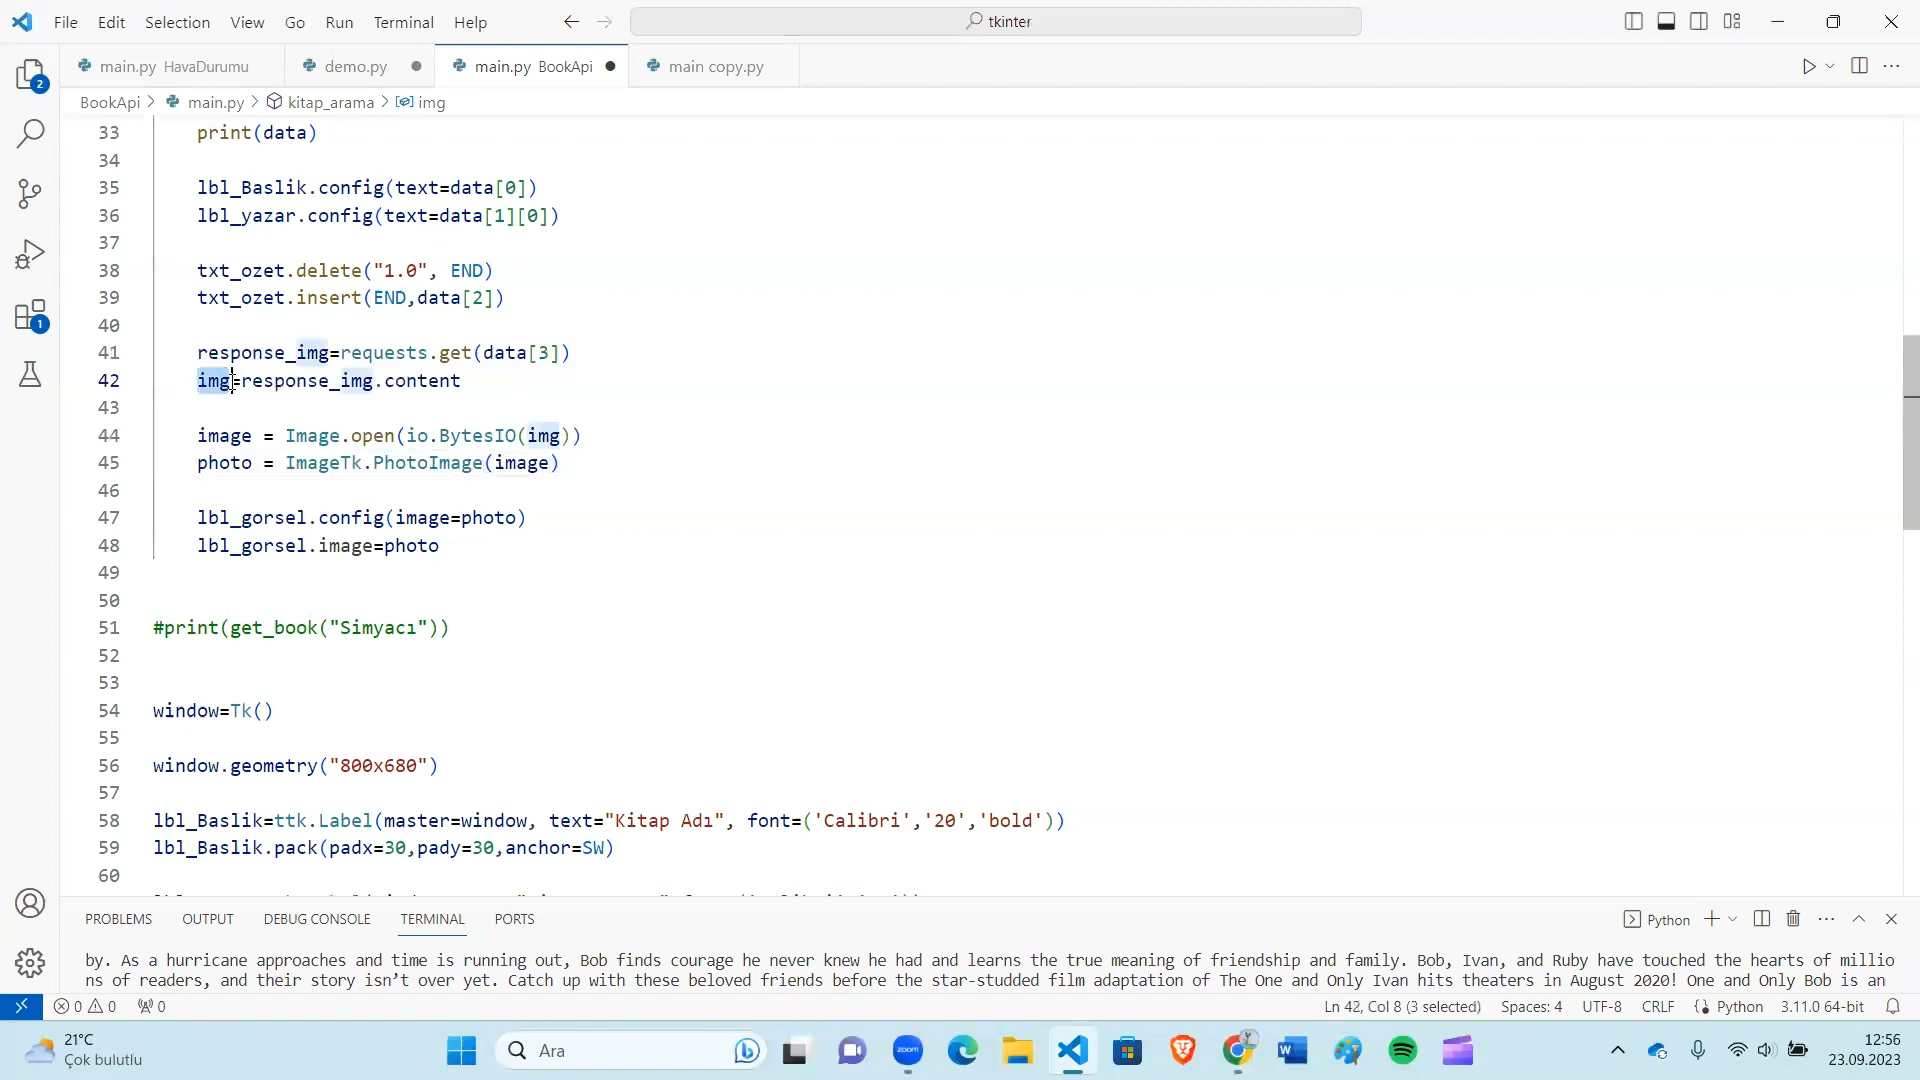 File Edit Selection View Go Run Terminal Help
tkinter
main.py HavaDurumu
demo.py
main.py BookApi
main copy.py
BookApi > main.py > kitap_arama > img
33 print(data)
34
35 lbl_Baslik.config(text=data[0])
36 lbl_yazar.config(text=data[1][0])
37
38 txt_ozet.delete("1.0", END)
39 txt_ozet.insert(END,data[2])
40
41 response_img=requests.get(data[3])
42 img=response_img.content
43
44 image = Image.open(io.BytesIO(img))
45 photo = ImageTk.PhotoImage(image)
46
47 lbl_gorsel.config(image=photo)
48 lbl_gorsel.image=photo
49
50
51 #print(get_book("Simyacı"))
52
53
54 window=Tk()
55
56 window.geometry("800x680")
57
58 lbl_Baslik=ttk.Label(master=window, text="Kitap Adı", font=('Calibri','20','bold'))
59 lbl_Baslik.pack(padx=30,pady=30,anchor=SW)
60
2
1
PROBLEMS OUTPUT DEBUG CONSOLE TERMINAL PORTS
Python
by. As a hurricane approaches and time is running out, Bob finds courage he never knew he had and learns the true meaning of friendship and family. Bob, Ivan, and Ruby have touched the hearts of millio
ns of readers, and their story isn’t over yet. Catch up with these beloved friends before the star-studded film adaptation of The One and Only Ivan hits theaters in August 2020! One and Only Bob is an
0 0 0
Ln 42, Col 8 (3 selected) Spaces: 4 UTF-8 CRLF Python 3.11.0 64-bit
21°C
Çok bulutlu
Ara
zoom
12:56
23.09.2023